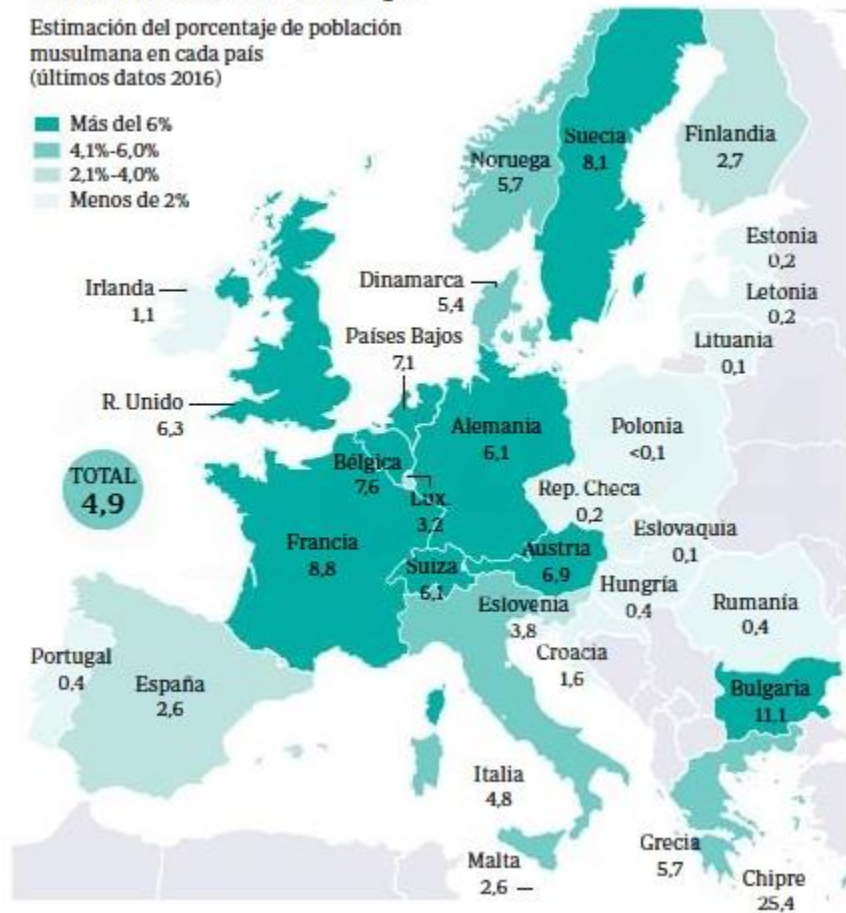 Estimación del porcentaje de población
musulmana en cada país
(últimos datos 2016)
Más del 6%
4,1%-6,0%
2,1%-4,0%
Menos de 2%
Noruega
5,7
Suecia
8,1
Finlandia
2,7
Estonia
0,2
Letonia
0,2
Lituania
0,1
Irlanda
1,1
Dinamarca
5,4
Países Bajos
7,1
R. Unido
6,3
TOTAL
4,9
Bélgica
7,6
Lux.
3,2
Alemania
6,1
Polonia
<0,1
Rep. Checa
0,2
Eslovaquia
0,1
Francia
8,8
Suiza
6,1
Austria
6,9
Hungría
0,4
Rumanía
0,4
Eslovenia
3,8
Croacia
1,6
Portugal
0,4
España
2,6
Bulgaria
11,1
Italia
4,8
Malta
2,6
Grecia
5,7
Chipre
25,4